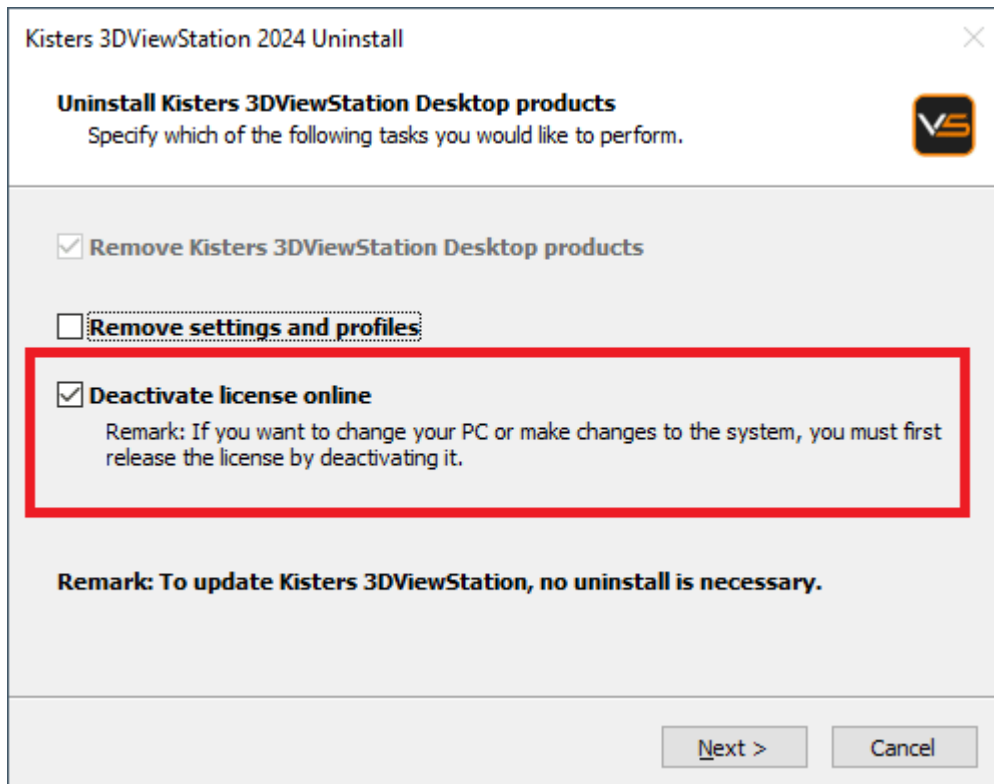 Kisters 3DViewStation 2024 Uninstall
Uninstall Kisters 3DViewStation Desktop products
Specify which of the following tasks you would like to perform.
VS
Remove Kisters 3DViewStation Desktop products
Remove settings and profiles
Deactivate license online
Remark: If you want to change your PC or make changes to the system, you must first
release the license by deactivating it.
Remark: To update Kisters 3DViewStation, no uninstall is necessary.
Next >
Cancel